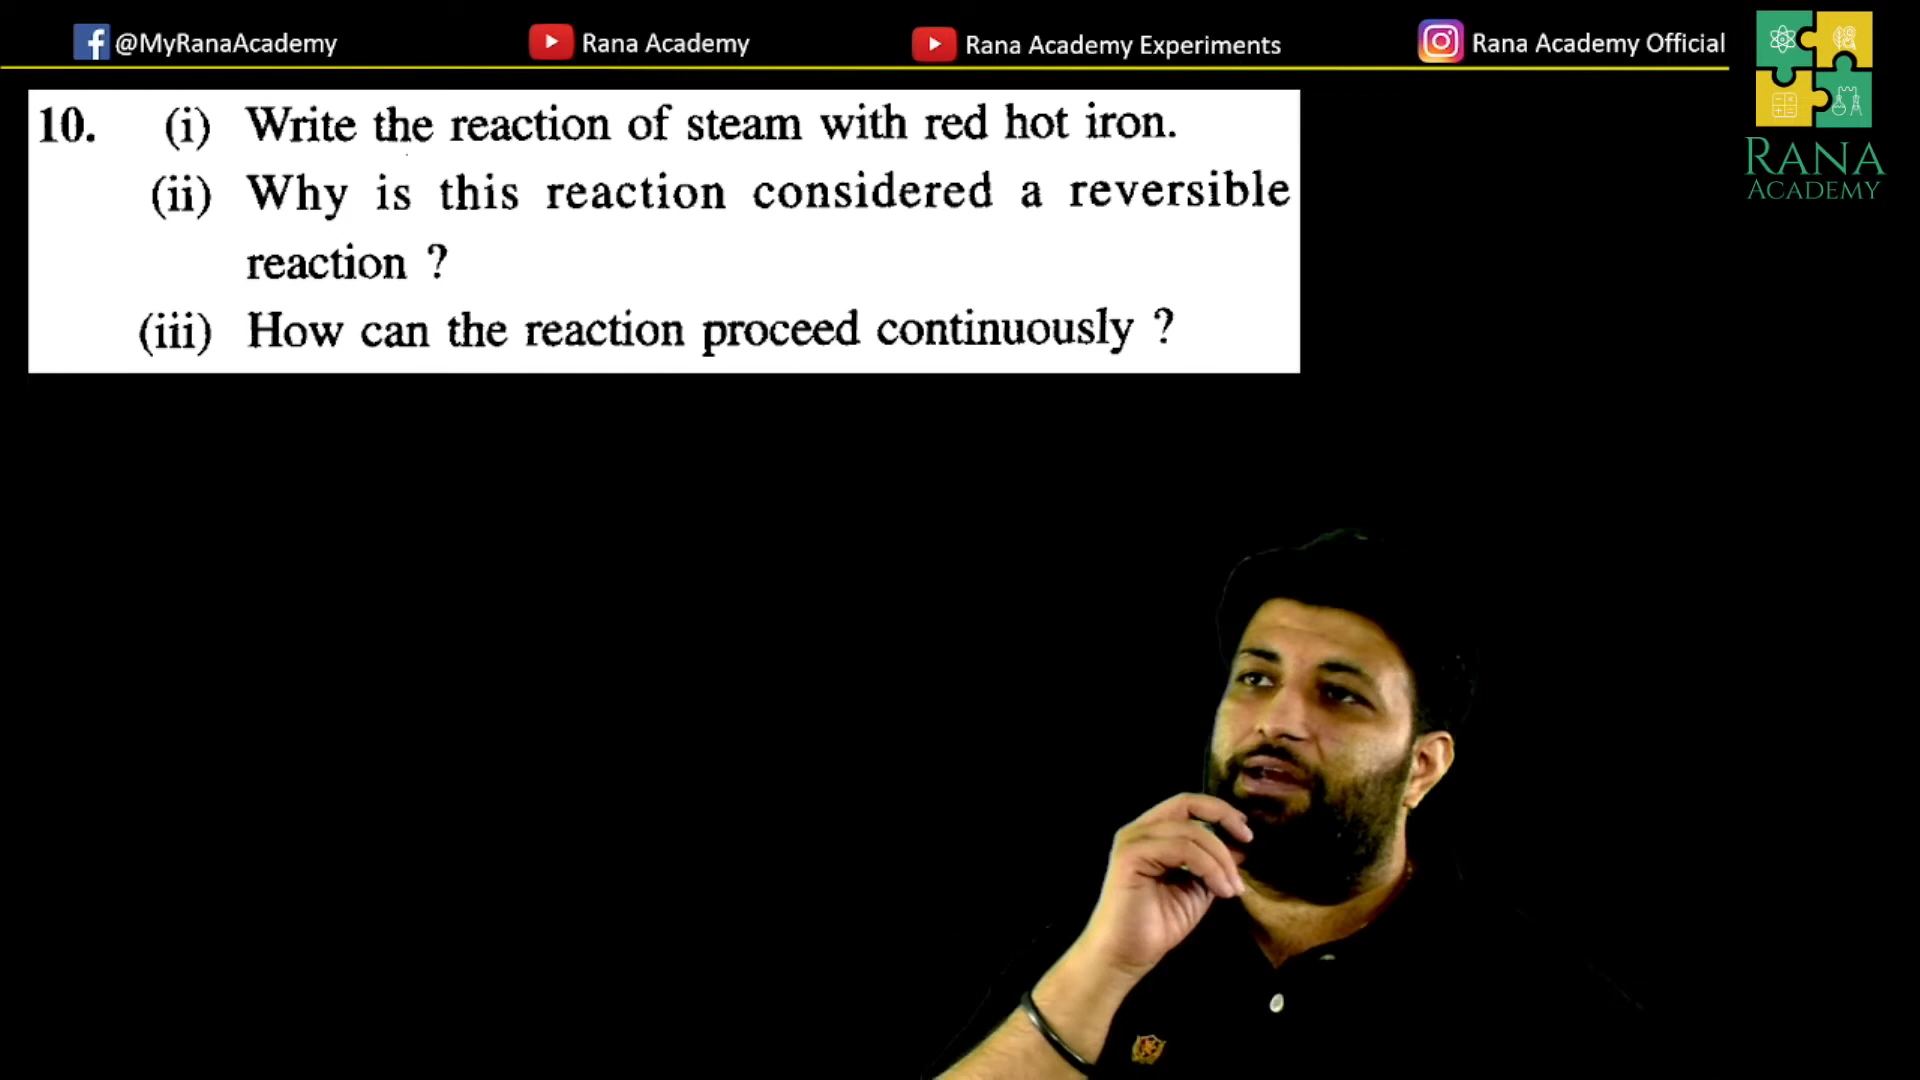 @MyRanaAcademy Rana Academy Rana Academy Experiments Rana Academy Official
RANA
ACADEMY
10. (i) Write the reaction of steam with red hot iron.
(ii) Why is this reaction considered a reversible
reaction ?
(iii) How can the reaction proceed continuously ?